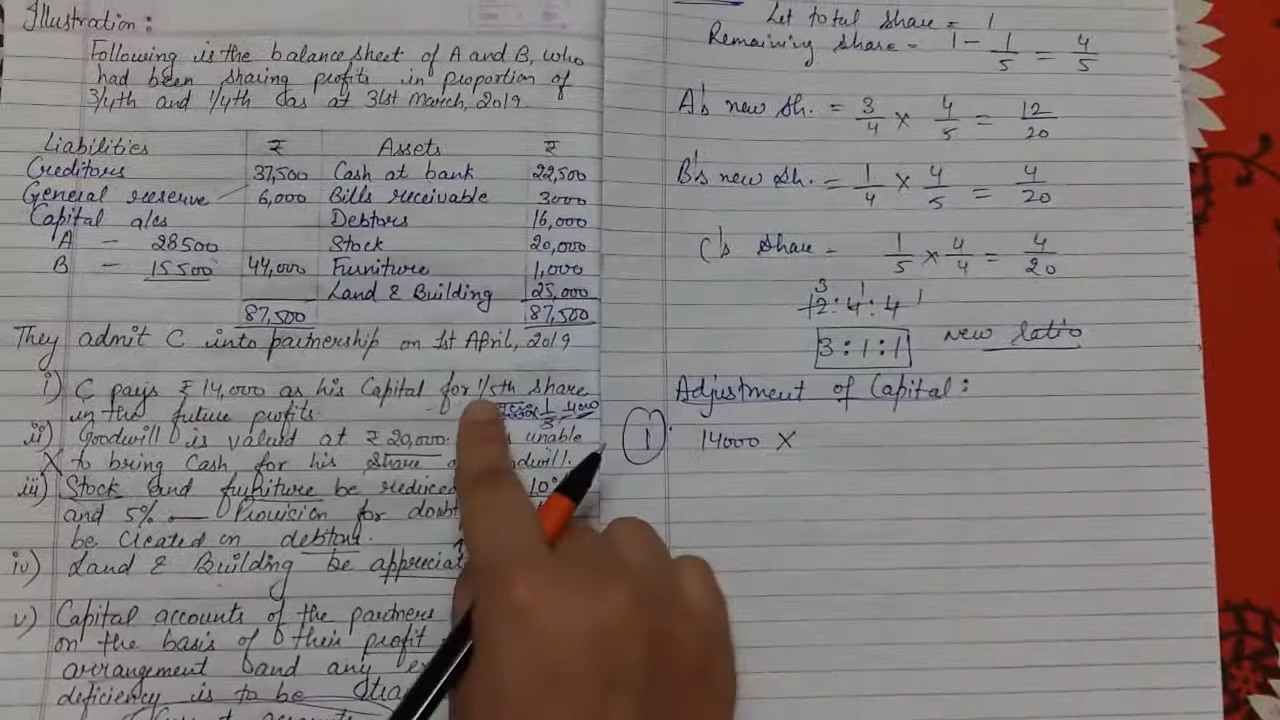 Illustration:
Following is the balance sheet of A and B, who
had been sharing profits in proportion of
3/4th and 1/4th as at 31st March, 2019.
Liabilities ₹ Assets ₹
Creditors 37,500 Cash at bank 22,500
General reserve 6,000 Bills receivable 3000
Capital a/cs Debtors 16,000
A - 28500 Stock 20,000
B - 15500 44,000 Furniture 1,000
Land & Building 25,000
87,500 87,500
They admit C into partnership on 1st April, 2019
i) C pays ₹ 14,000 as his Capital for 1/5th share
in the future profits.
ii) Goodwill is valued at ₹ 20,000. unable
to bring Cash for his share
iii) Stock and furniture be reduced 10%
and 5% Provision for doubt
be Created on debtors.
iv) Land & Building be appreciat
v) Capital accounts of the partners
on the basis of their profit
arrangement and any
deficiency is to be
Let total share = 1
Remaining share - 1 - 1/5 = 4/5
A's new sh. = 3/4 × 4/5 = 12/20
B's new sh. = 1/4 × 4/5 = 4/20
C's share = 1/5 × 4/4 = 4/20
3 1
12 : 4 : 4 1
3 : 1 : 1 new ratio
Adjustment of Capital :
1 14000 ×